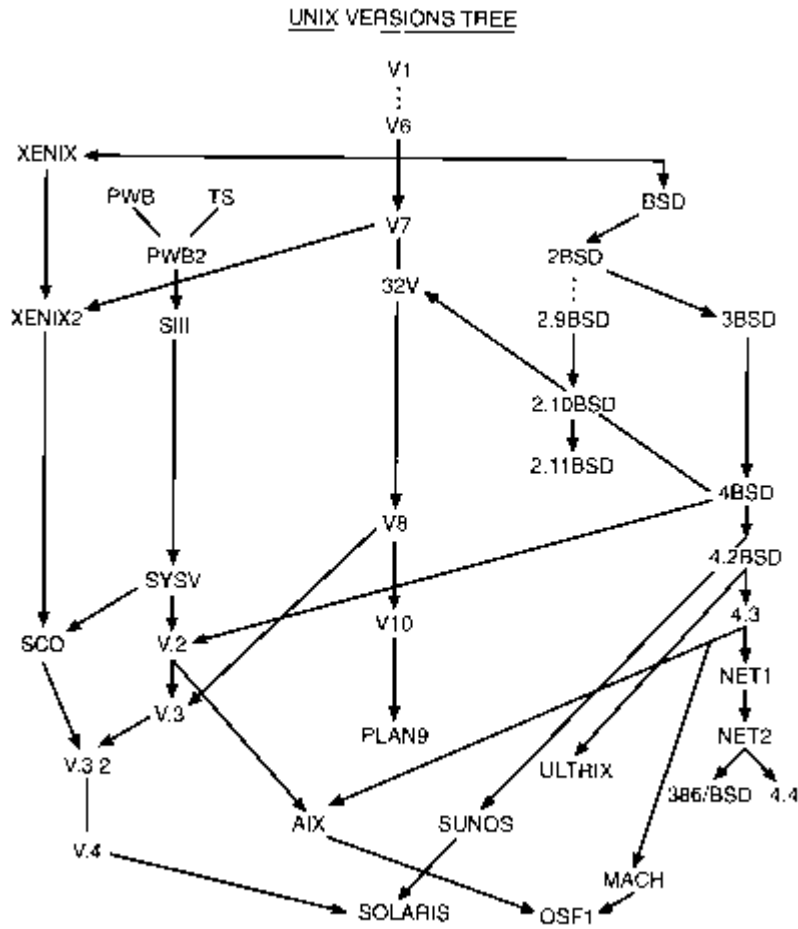 UNIX VERSIONS TREE
V1
V6
XENIX
PWB TS
BSD
V7
PWB2
2BSD
32V
XENIX2
SIII
2.9BSD
3BSD
2.10BSD
2.11BSD
4BSD
V8
4.2BSD
SYSV
4.3
V10
SCO
V.2
NET1
V.3
PLAN9
NET2
V.3 2
ULTRIX
386/BSD 4.4
AIX
SUNOS
V.4
MACH
SOLARIS
OSF1